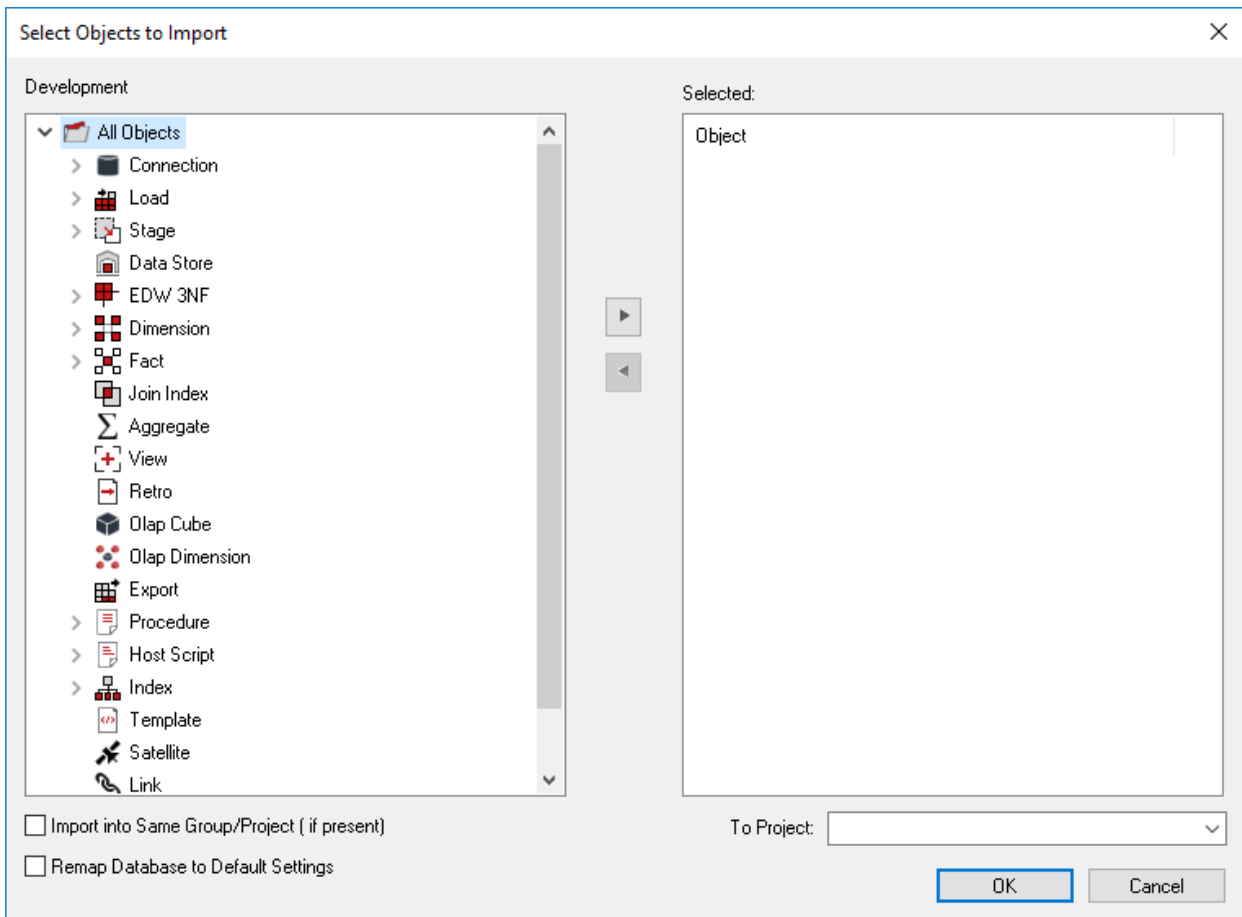 Select Objects to Import
Development
All Objects
Connection
Load
Stage
Data Store
EDW 3NF
Dimension
Fact
Join Index
Aggregate
View
Retro
Olap Cube
Olap Dimension
Export
Procedure
Host Script
Index
Template
Satellite
Link
Selected:
Object
Import into Same Group/Project ( if present)
Remap Database to Default Settings
To Project:
OK
Cancel